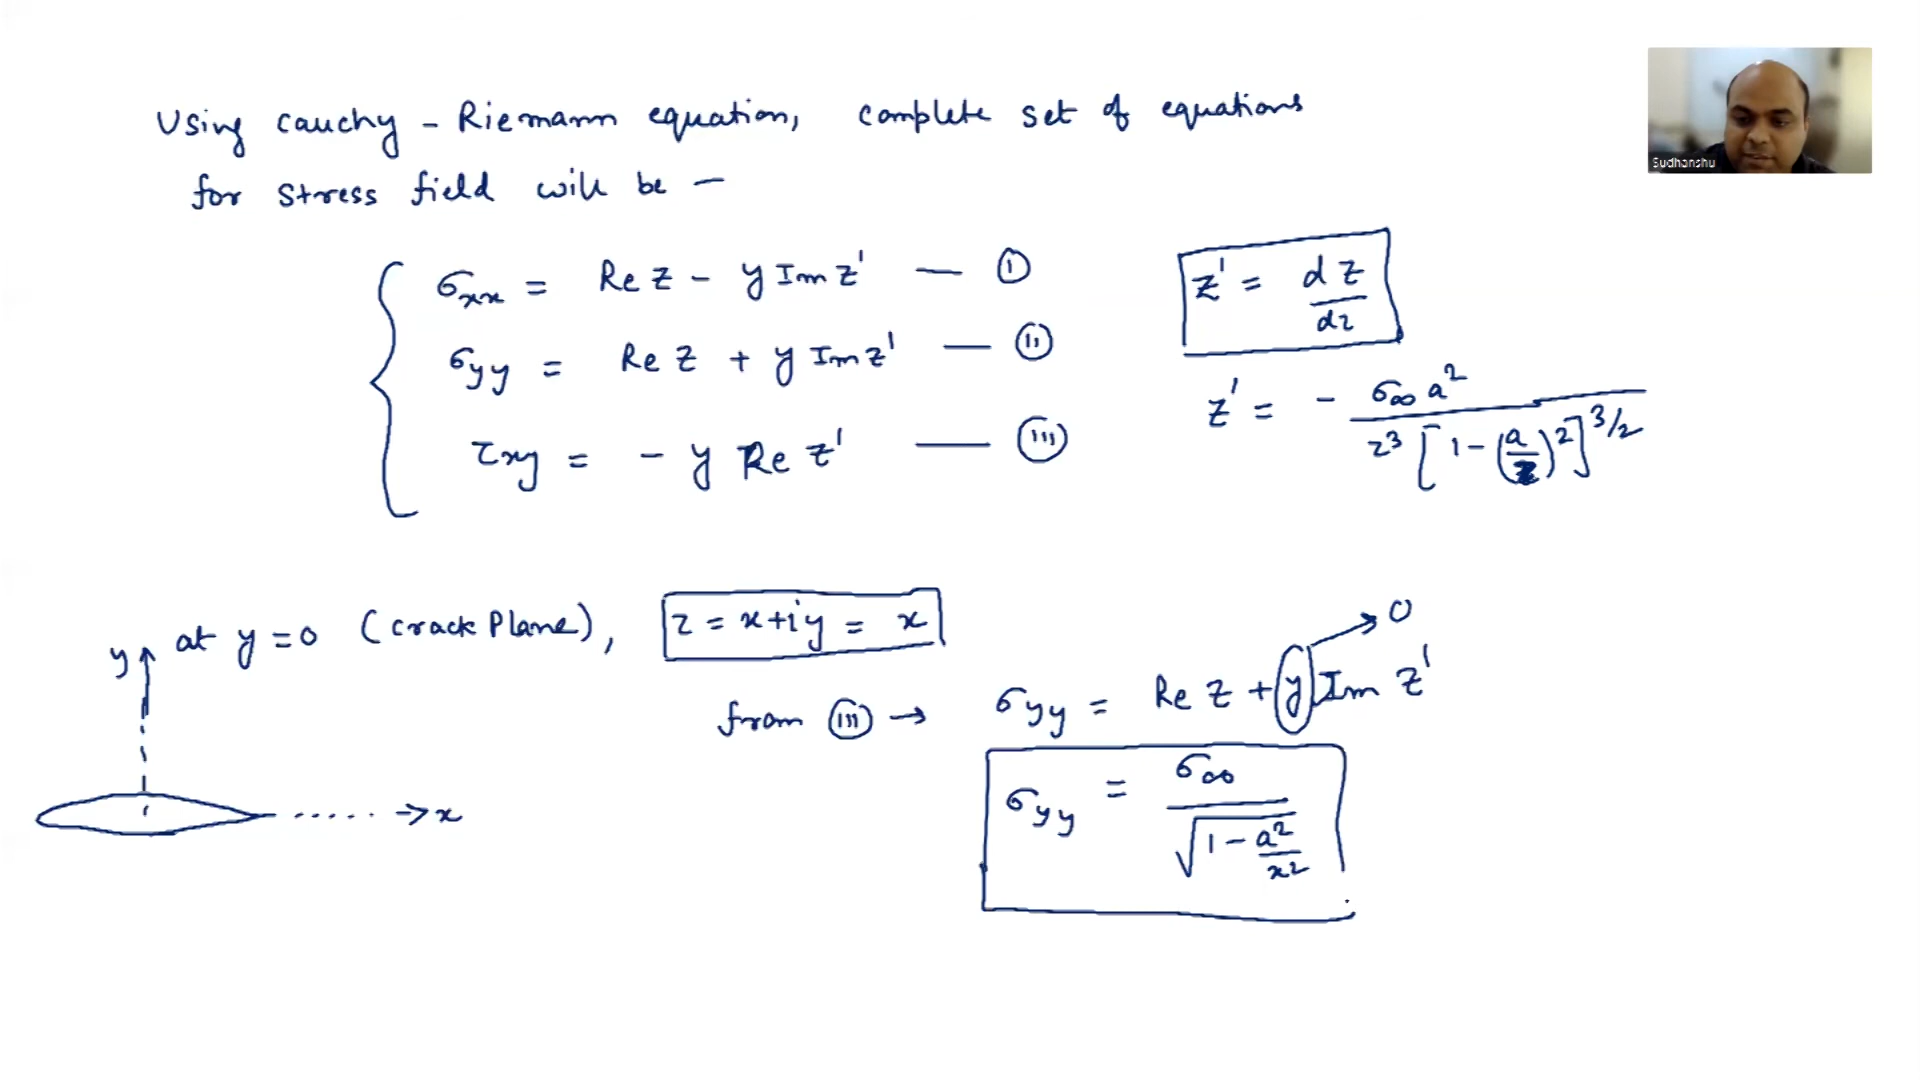 Using Cauchy - Riemann equation, complete set of equations
for stress field will be -
Sudhanshu
σxx = Re Z - y Im Z' — (i)
σyy = Re Z + y Im Z' — (ii)
τxy = - y Re Z' — (iii)
Z' = dZ/dz
Z' = - σ∞ a² / z³ [1 - (a/z)²]^3/2
at y = 0 (crack Plane), z = x + iy = x
y
x
from (iii) → σyy = Re Z + y Im Z' → 0
σyy = σ∞ / √(1 - a²/x²)